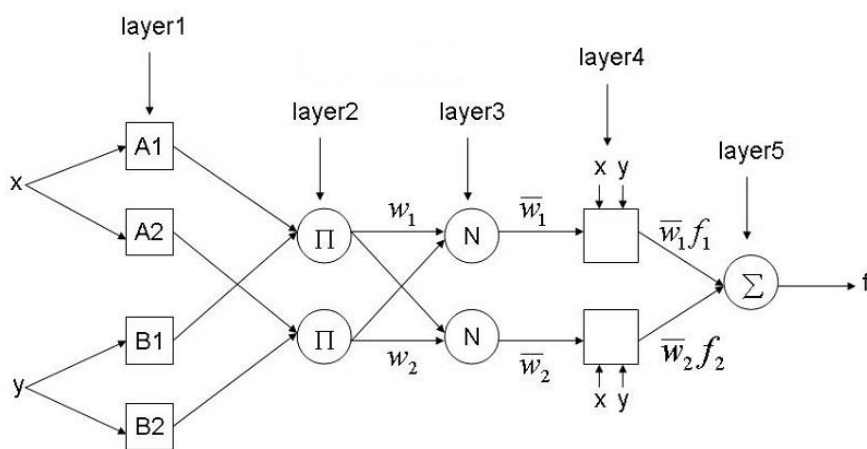 layer1
layer2
layer3
layer4
layer5
x
y
A1
A2
B1
B2
Π
Π
w₁
w₂
N
N
w̅₁
w̅₂
x y
x y
w̅₁f₁
w̅₂f₂
Σ
f